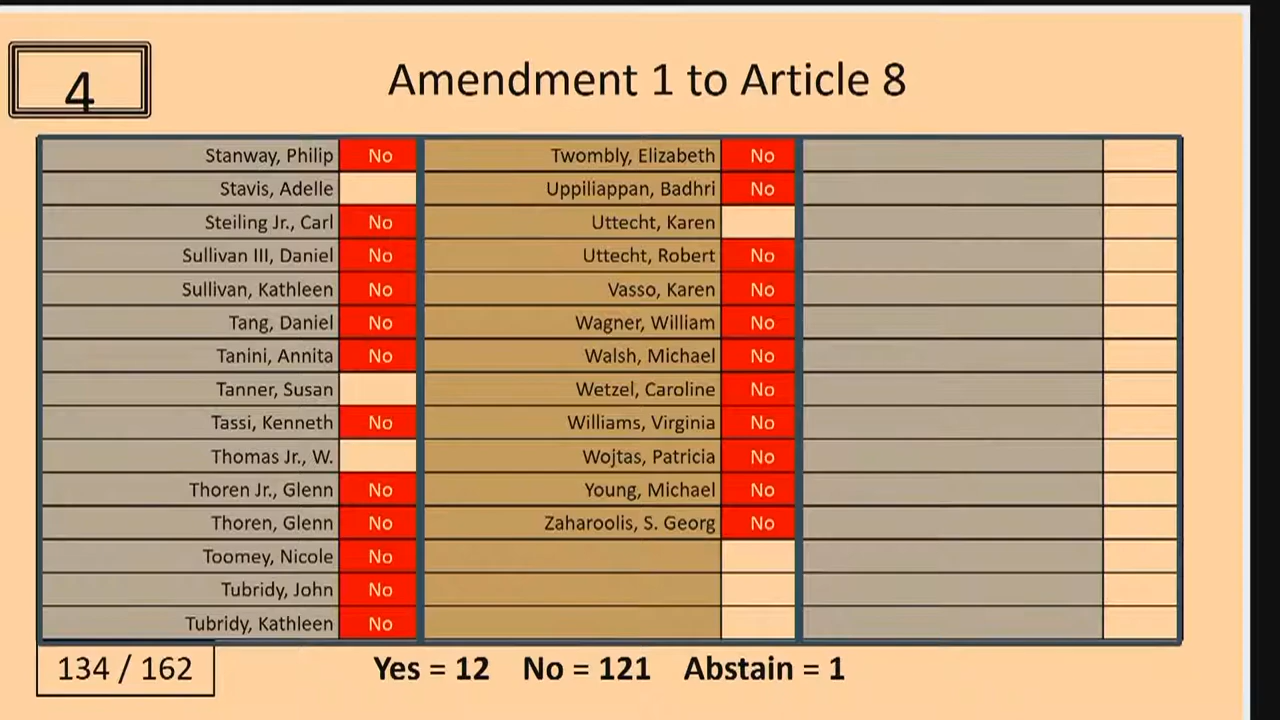 4
Amendment 1 to Article 8
Stanway, Philip No
Stavis, Adelle
Steiling Jr., Carl No
Sullivan III, Daniel No
Sullivan, Kathleen No
Tang, Daniel No
Tanini, Annita No
Tanner, Susan
Tassi, Kenneth No
Thomas Jr., W.
Thoren Jr., Glenn No
Thoren, Glenn No
Toomey, Nicole No
Tubridy, John No
Tubridy, Kathleen No
Twombly, Elizabeth No
Uppiliappan, Badhri No
Uttecht, Karen
Uttecht, Robert No
Vasso, Karen No
Wagner, William No
Walsh, Michael No
Wetzel, Caroline No
Williams, Virginia No
Wojtas, Patricia No
Young, Michael No
Zaharoolis, S. Georg No
134 / 162
Yes = 12 No = 121 Abstain = 1